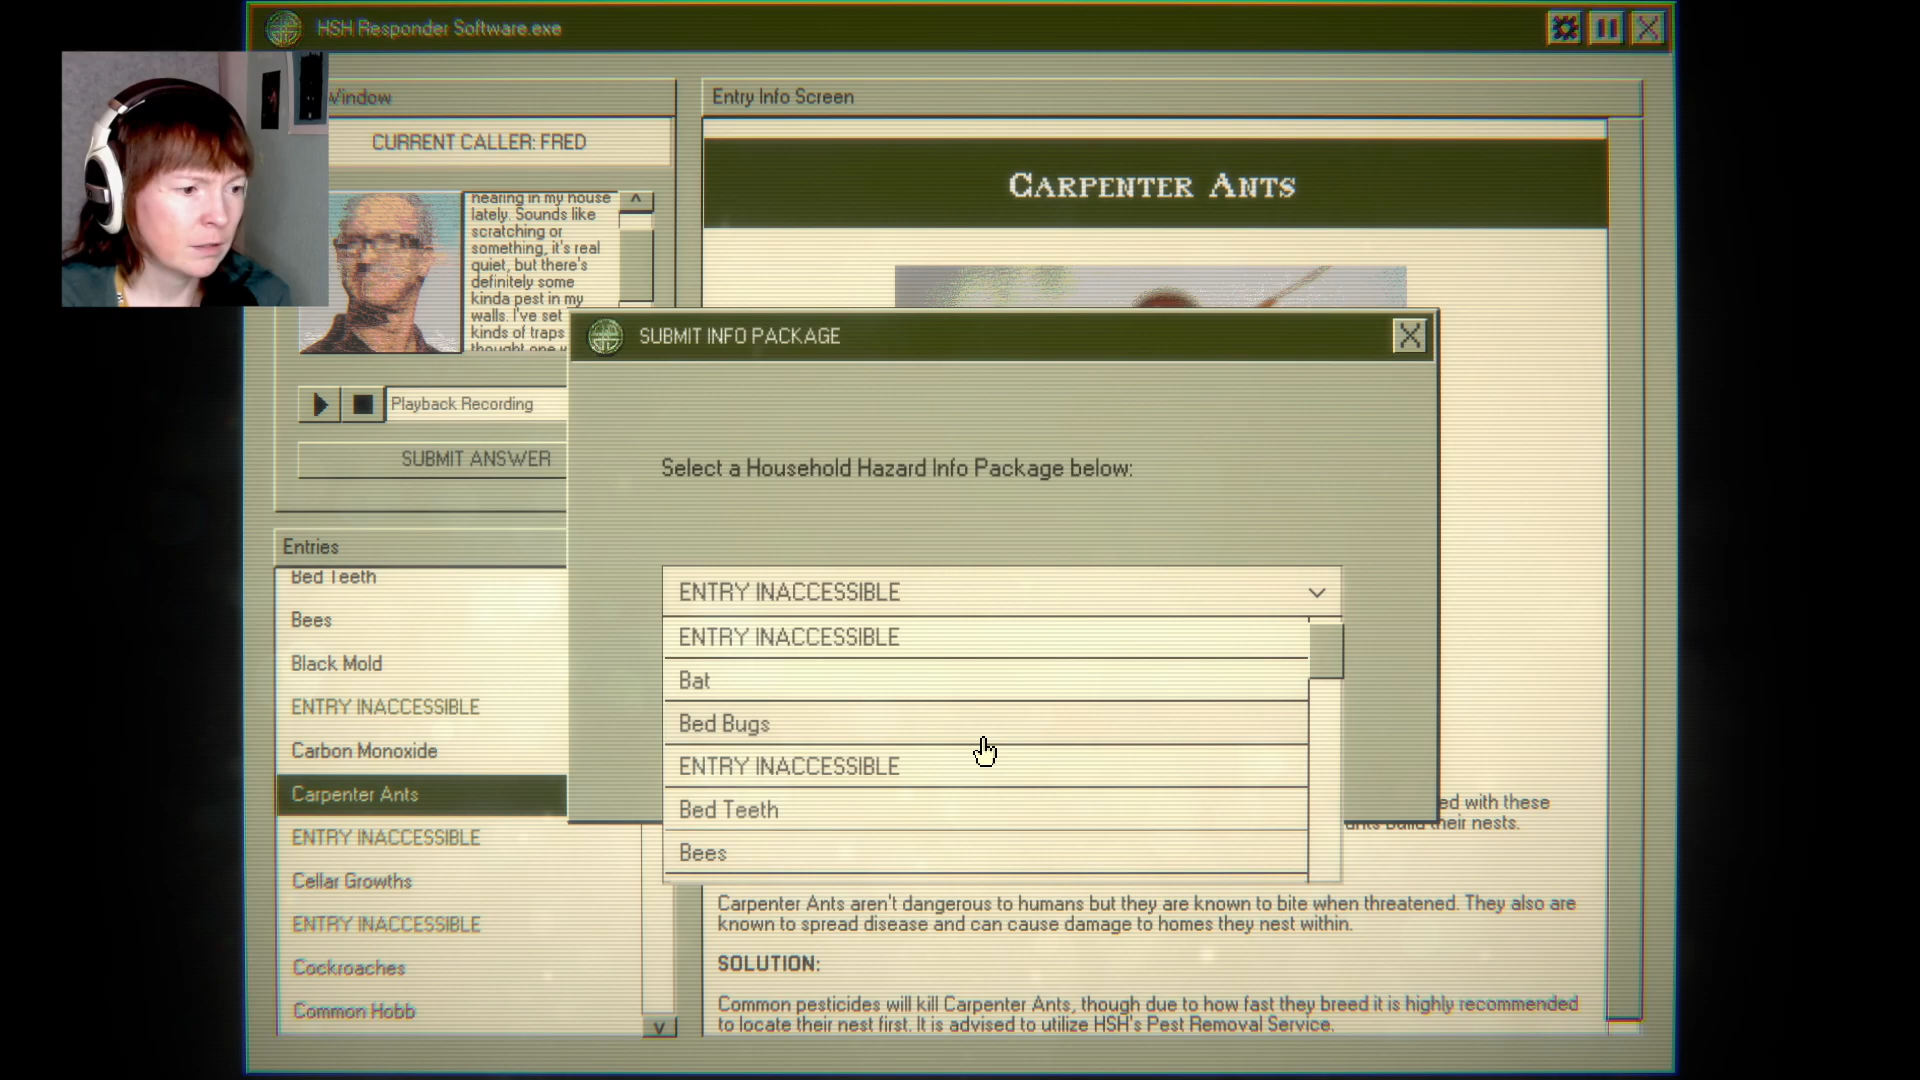 HSH Responder Software.exe
Window
CURRENT CALLER: FRED
hearing in my house
lately. Sounds like
scratching or
something, it's real
quiet, but there's
definitely some
kinda pest in my
walls. I've set
kinds of traps
thought one
Playback Recording
SUBMIT ANSWER
Entries
Bed Teeth
Bees
Black Mold
ENTRY INACCESSIBLE
Carbon Monoxide
Carpenter Ants
ENTRY INACCESSIBLE
Cellar Growths
ENTRY INACCESSIBLE
Cockroaches
Common Hobb
Entry Info Screen
CARPENTER ANTS
SUBMIT INFO PACKAGE
Select a Household Hazard Info Package below:
ENTRY INACCESSIBLE
ENTRY INACCESSIBLE
Bat
Bed Bugs
ENTRY INACCESSIBLE
Bed Teeth
Bees
ed with these
ants build their nests.
Carpenter Ants aren't dangerous to humans but they are known to bite when threatened. They also are
known to spread disease and can cause damage to homes they nest within.
SOLUTION:
Common pesticides will kill Carpenter Ants, though due to how fast they breed it is highly recommended
to locate their nest first. It is advised to utilize HSH's Pest Removal Service.